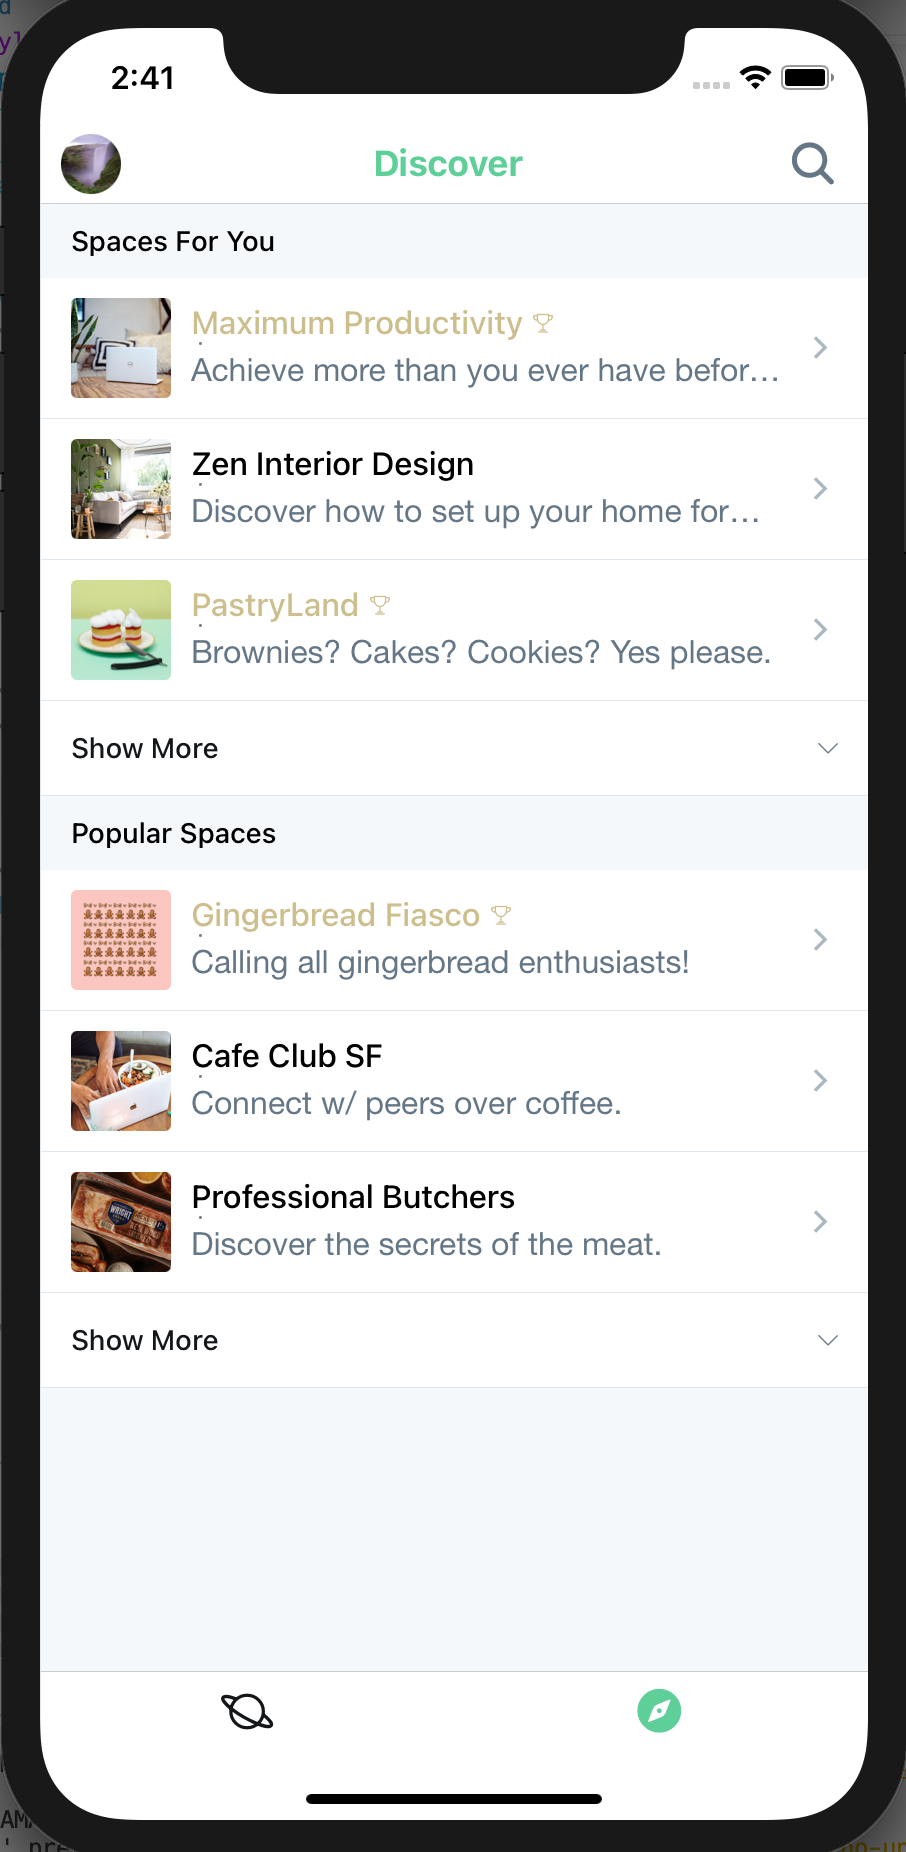 2:41
Discover
Spaces For You
Maximum Productivity
Achieve more than you ever have befor...
Zen Interior Design
Discover how to set up your home for...
PastryLand
Brownies? Cakes? Cookies? Yes please.
Show More
Popular Spaces
Gingerbread Fiasco
Calling all gingerbread enthusiasts!
Cafe Club SF
Connect w/ peers over coffee.
WRIGHT
Professional Butchers
Discover the secrets of the meat.
Show More